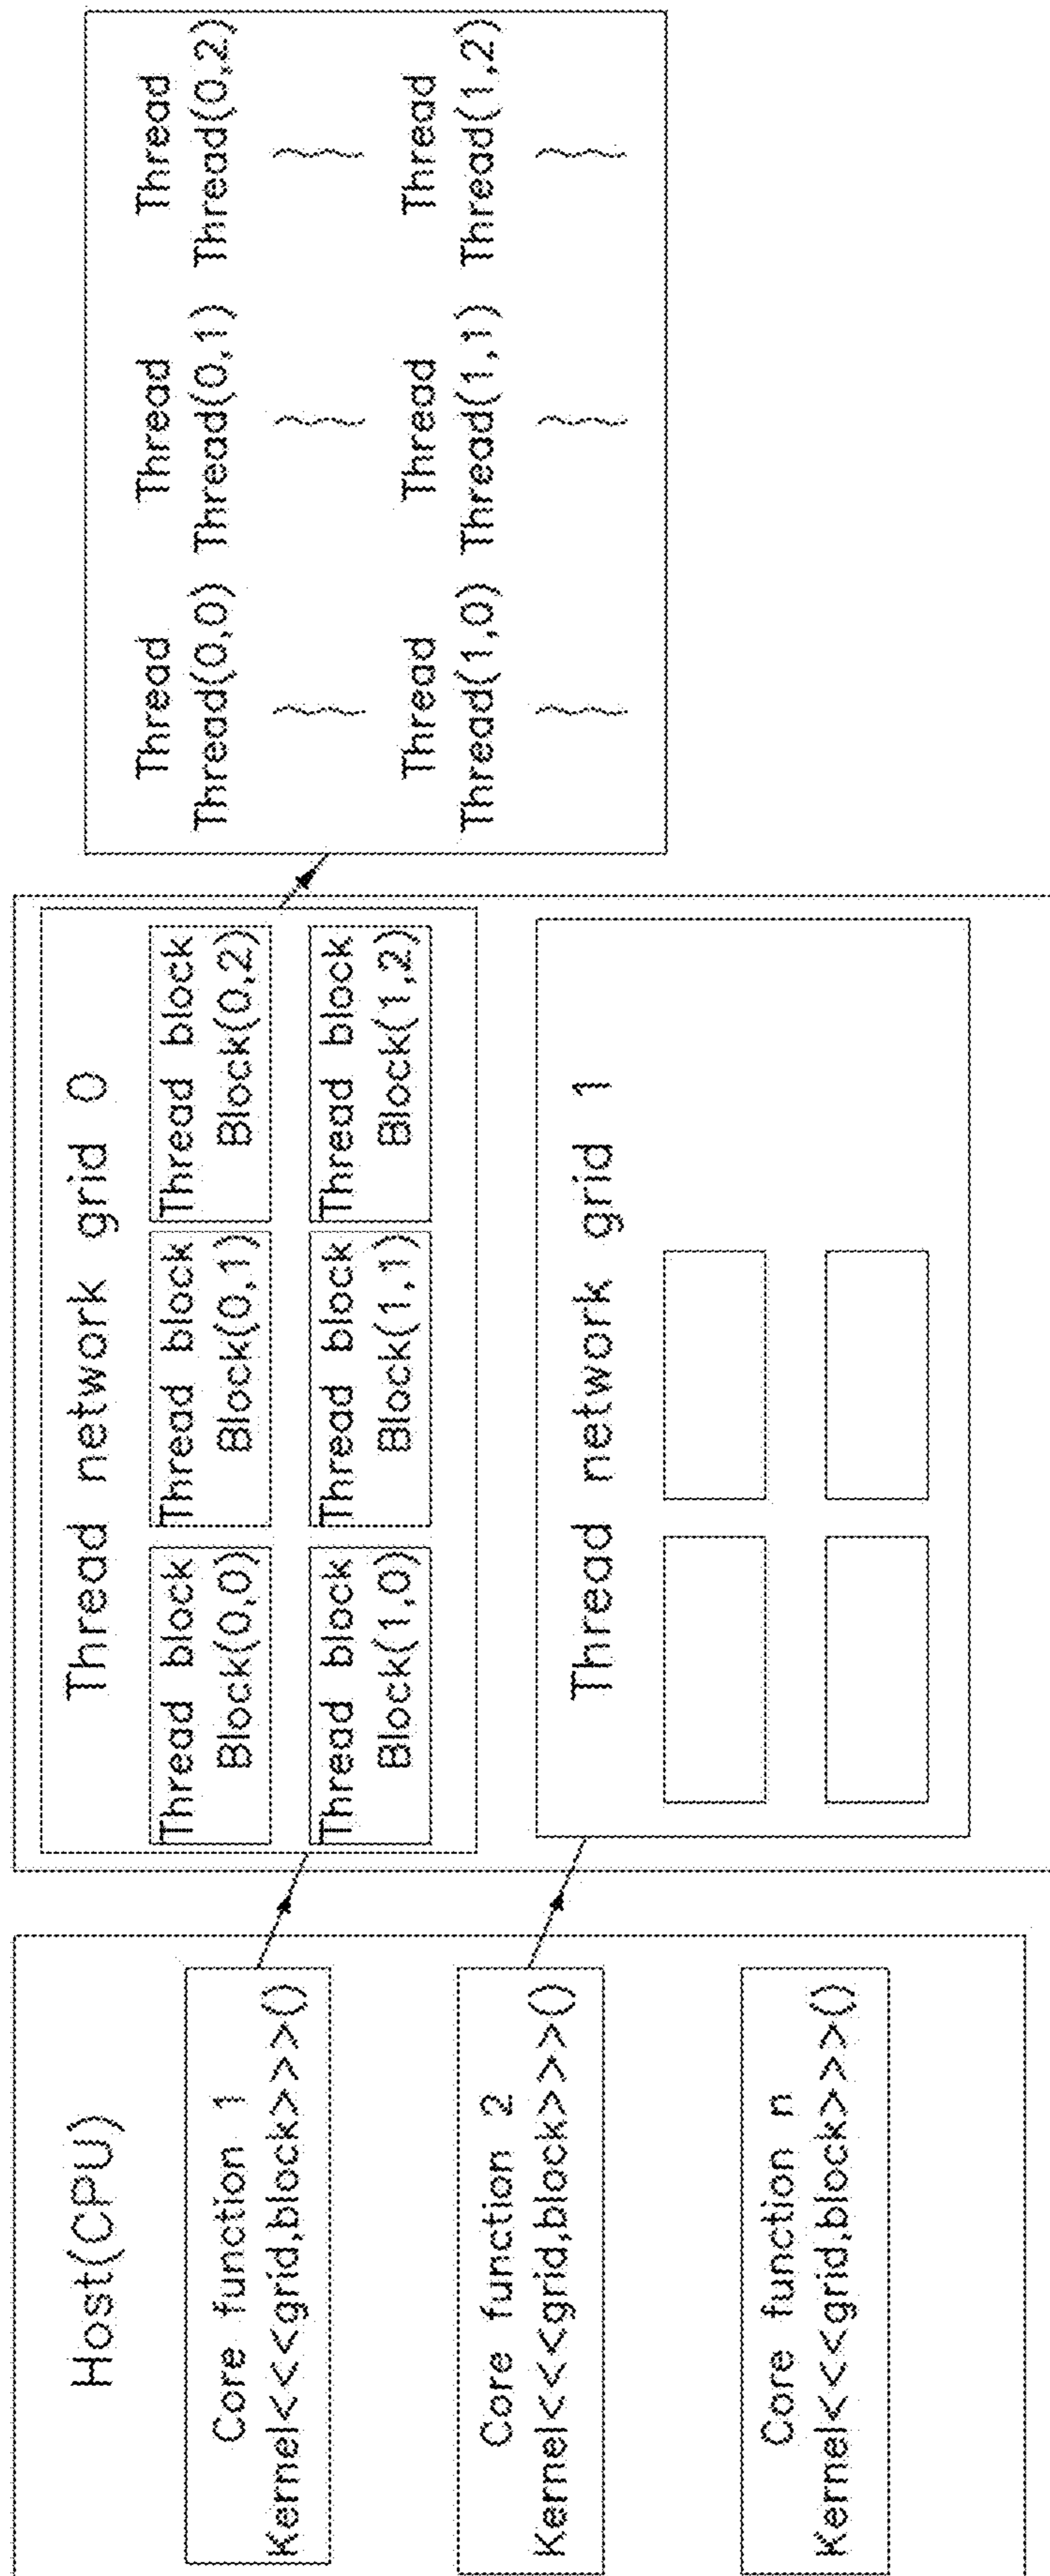 Host(CPU)
Core function 1
Kernel<<<grid,block>>>()
Core function 2
Kernel<<<grid,block>>>()
Core function n
Kernel<<<grid,block>>>()
Thread network grid 0
Thread block
Block(0,0)
Thread block
Block(0,1)
Thread block
Block(0,2)
Thread block
Block(1,0)
Thread block
Block(1,1)
Thread block
Block(1,2)
Thread network grid 1
Thread Thread Thread
Thread(0,0) Thread(0,1) Thread(0,2)
Thread Thread Thread
Thread(1,0) Thread(1,1) Thread(1,2)